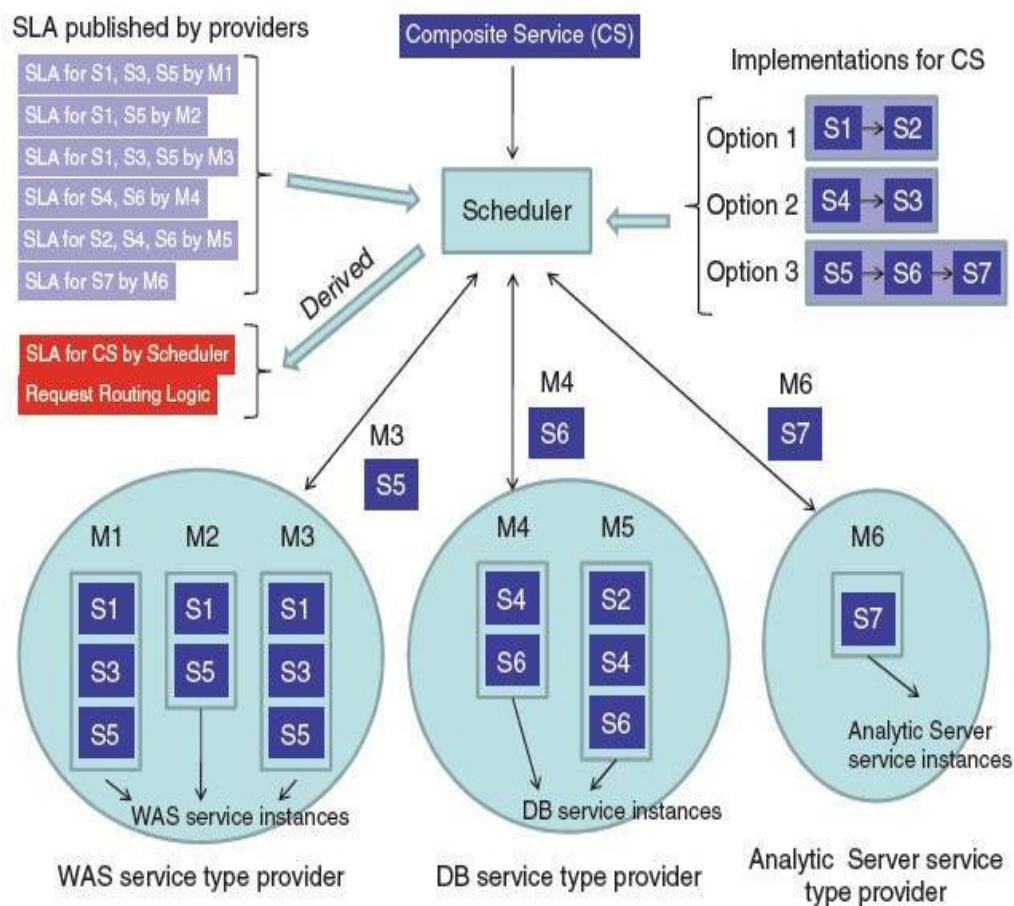 SLA published by providers
SLA for S1, S3, S5 by M1
SLA for S1, S5 by M2
SLA for S1, S3, S5 by M3
SLA for S4, S6 by M4
SLA for S2, S4, S6 by M5
SLA for S7 by M6
SLA for CS by Scheduler
Request Routing Logic
Composite Service (CS)
Scheduler
Derived
Implementations for CS
Option 1
S1
S2
Option 2
S4
S3
Option 3
S5
S6
S7
M3
S5
M4
S6
M6
S7
M1
S1
S3
S5
M2
S1
S5
M3
S1
S3
S5
WAS service instances
WAS service type provider
M4
S4
S6
M5
S2
S4
S6
DB service instances
DB service type provider
M6
S7
Analytic Server
service instances
Analytic Server service
type provider